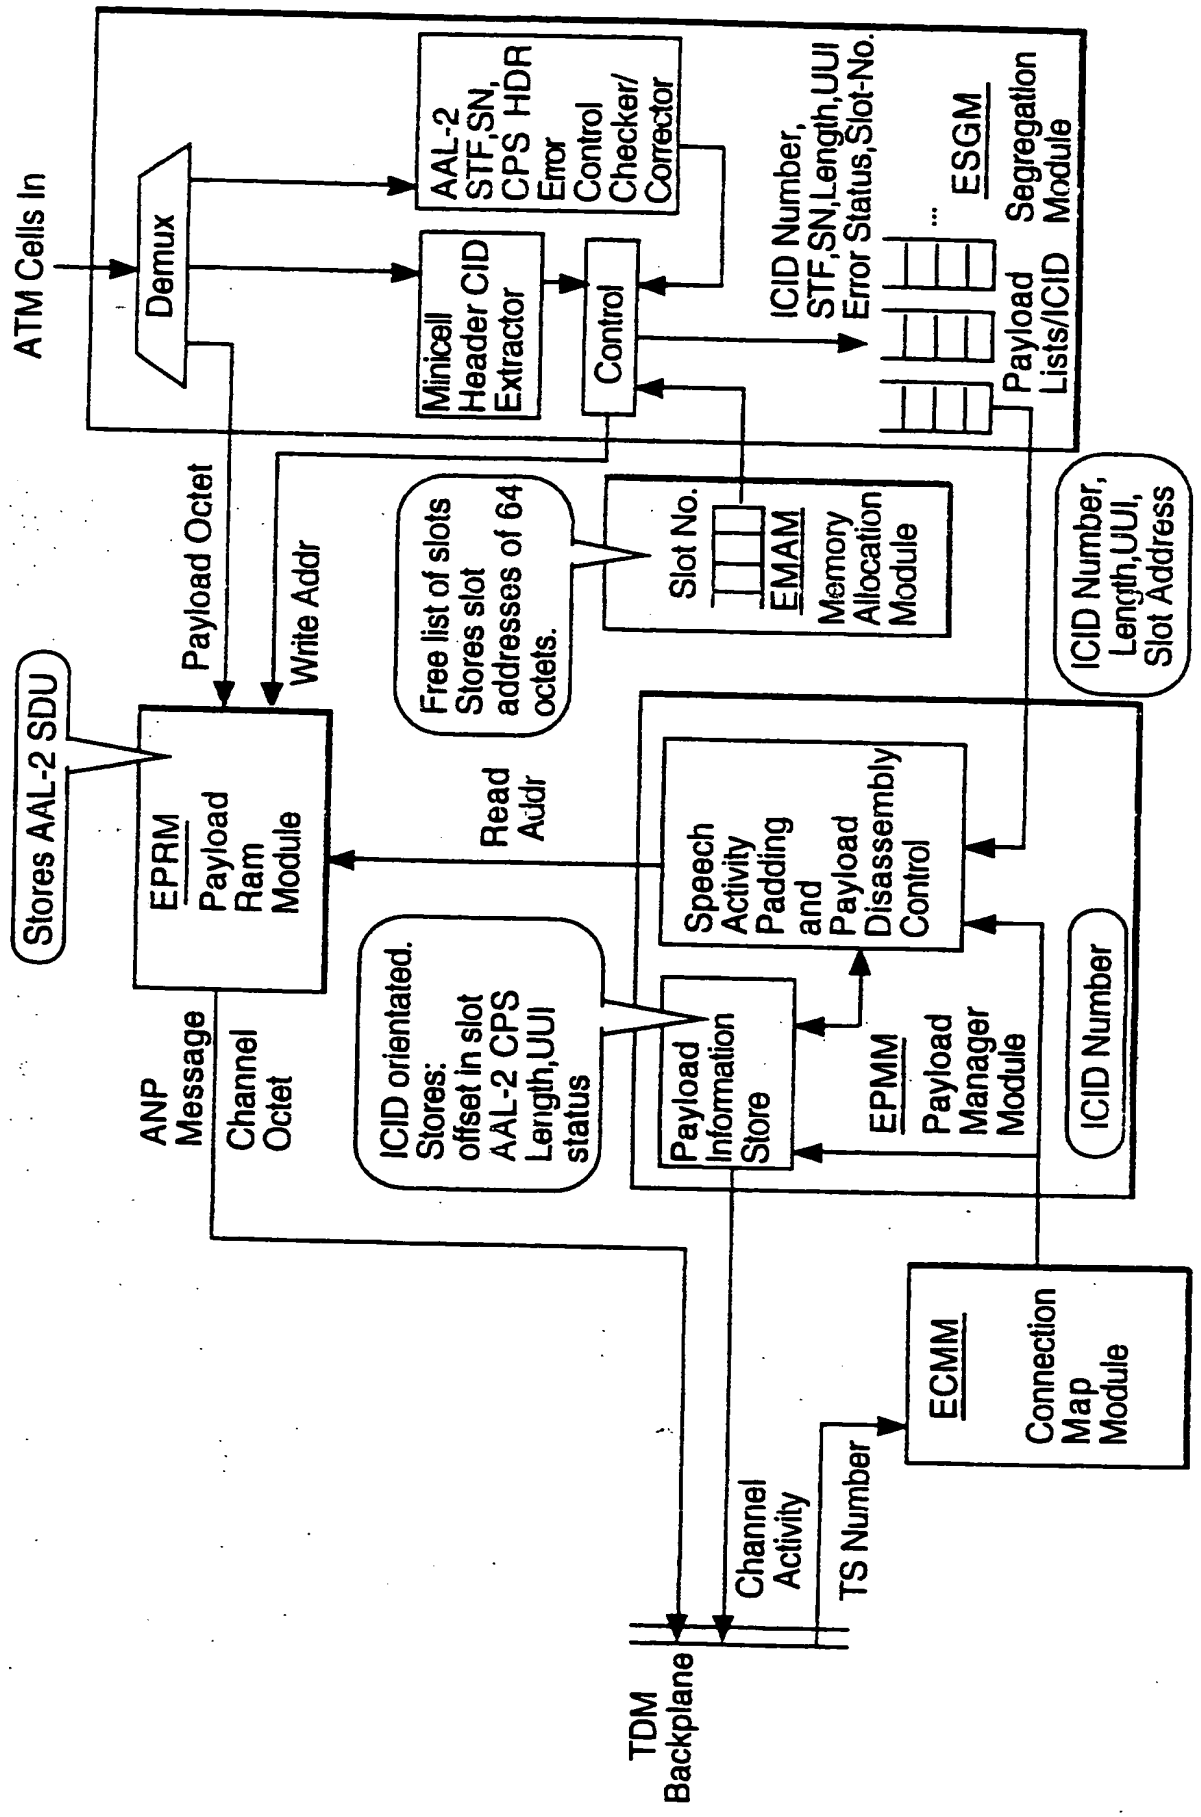 ATM Cells In
Demux
AAL-2
STF,SN,
CPS HDR
Error
Control
Checker/
Corrector
Minicell
Header CID
Extractor
Control
ICID Number,
STF,SN,Length,UUI
Error Status,Slot-No.
...
ESGM
Segregation
Module
Payload
Lists/ICID
Payload Octet
Write Addr
Free list of slots
Stores slot
addresses of 64
octets.
Slot No.
EMAM
Memory
Allocation
Module
ICID Number,
Length,UUI,
Slot Address
Stores AAL-2 SDU
EPRM
Payload
Ram
Module
Read
Addr
Speech
Activity
Padding
and
Payload
Disassembly
Control
ICID orientated.
Stores:
offset in slot
AAL-2 CPS
Length,UUI
status
Payload
Information
Store
EPMM
Payload
Manager
Module
ICID Number
ANP
Message
Channel
Octet
ECMM
Connection
Map
Module
Channel
Activity
TS Number
TDM
Backplane